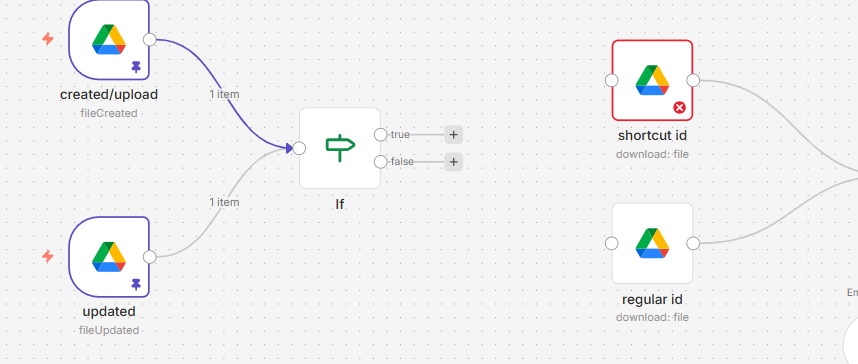 created/upload
fileCreated
1 item
true
false
If
1 item
updated
fileUpdated
shortcut id
download: file
regular id
download: file